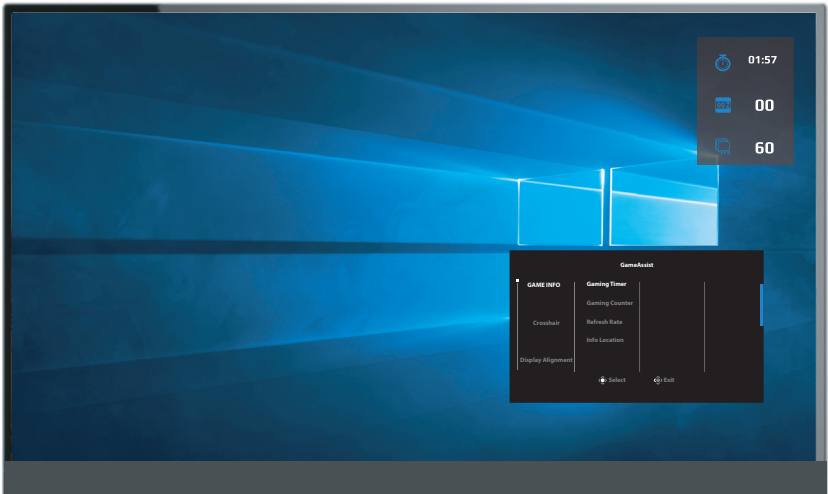 01:57
00
60
GameAssist
GAME INFO
Gaming Timer
Gaming Counter
Crosshair
Refresh Rate
Info Location
Display Alignment
Select
Exit